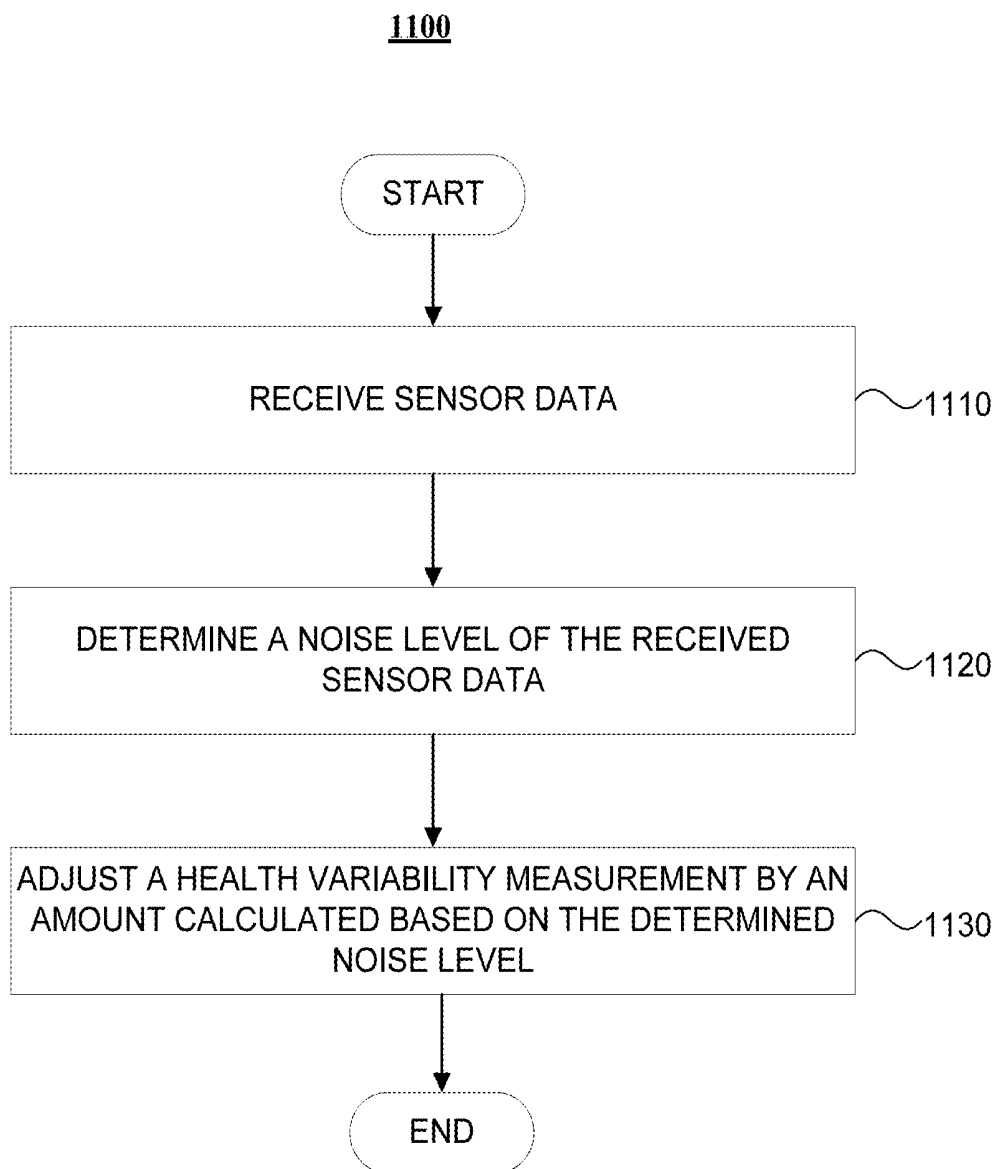 1100
START
RECEIVE SENSOR DATA
1110
DETERMINE A NOISE LEVEL OF THE RECEIVED
SENSOR DATA
1120
ADJUST A HEALTH VARIABILITY MEASUREMENT BY AN
AMOUNT CALCULATED BASED ON THE DETERMINED
NOISE LEVEL
1130
END